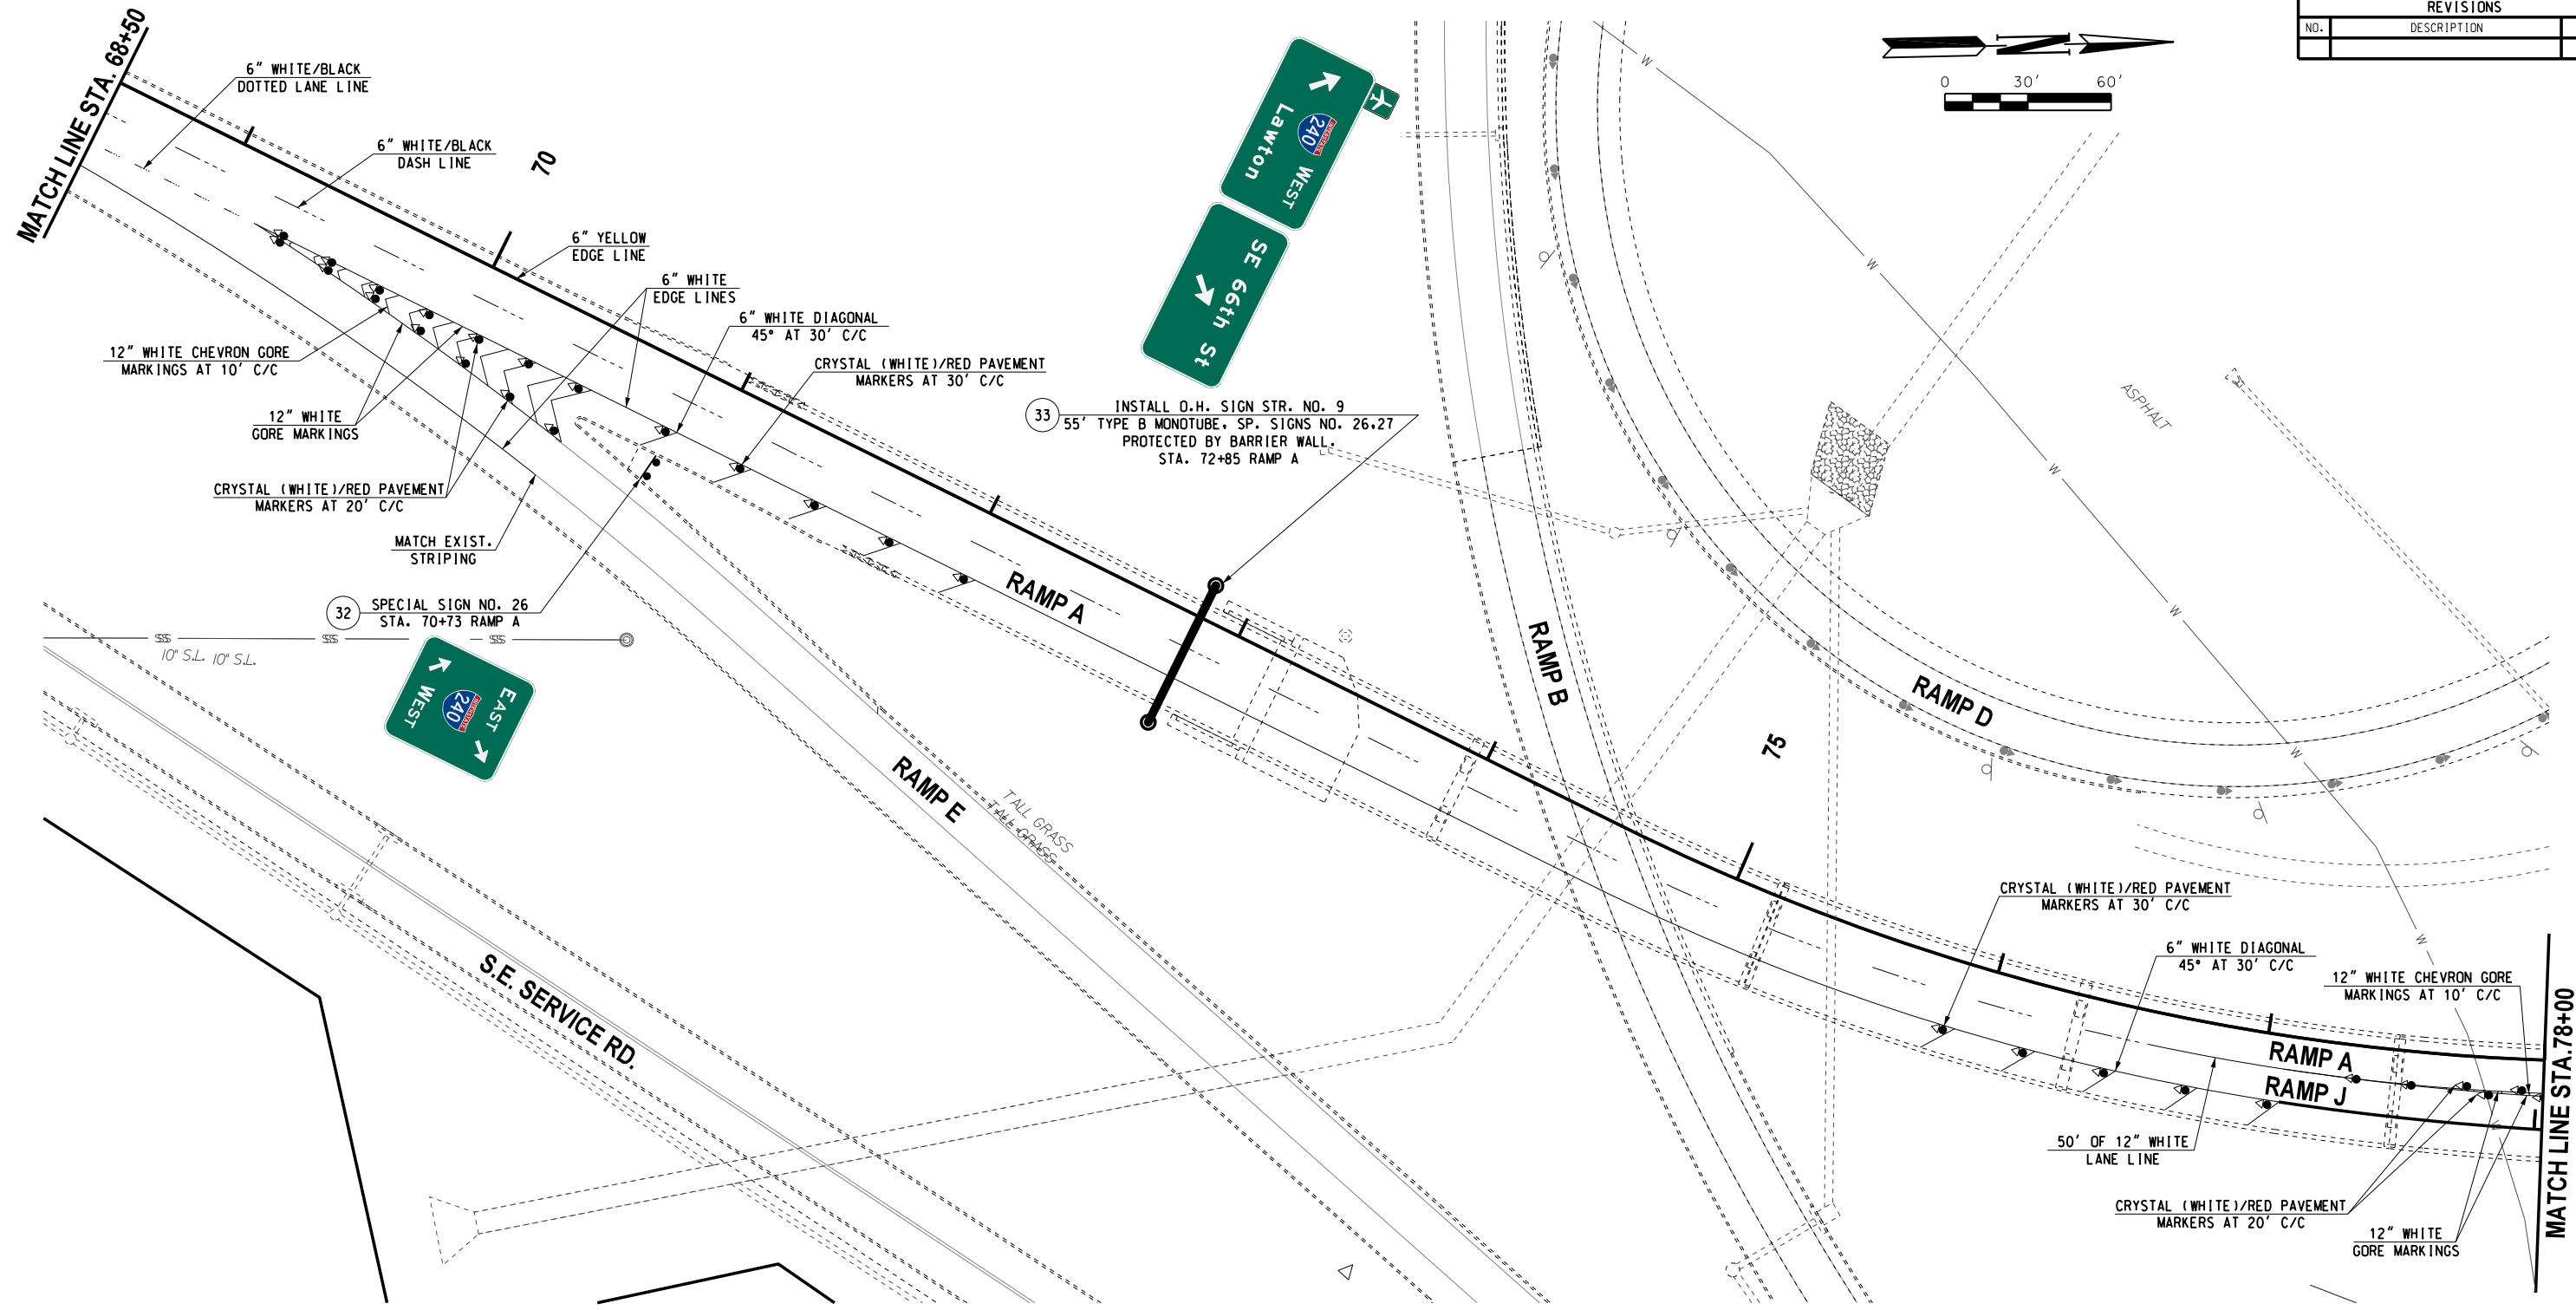 REVISIONS
NO.
DESCRIPTION
0 30' 60'
MATCH LINE STA. 68+50
6" WHITE/BLACK
DOTTED LANE LINE
6" WHITE/BLACK
DASH LINE
70
6" YELLOW
EDGE LINE
6" WHITE
EDGE LINES
6" WHITE DIAGONAL
45° AT 30' C/C
CRYSTAL (WHITE)/RED PAVEMENT
MARKERS AT 30' C/C
12" WHITE CHEVRON GORE
MARKINGS AT 10' C/C
12" WHITE
GORE MARKINGS
CRYSTAL (WHITE)/RED PAVEMENT
MARKERS AT 20' C/C
MATCH EXIST.
STRIPING
32
SPECIAL SIGN NO. 26
STA. 70+73 RAMP A
INTERSTATE
240
WEST
Lawton
SE 66th St
33
INSTALL O.H. SIGN STR. NO. 9
55' TYPE B MONOTUBE. SP. SIGNS NO. 26.27
PROTECTED BY BARRIER WALL.
STA. 72+85 RAMP A
SSS
SSS
SSS
10" S.L.
10" S.L.
EAST
INTERSTATE
240
WEST
RAMP A
RAMP E
TALL GRASS
TALL GRASS
S.E. SERVICE RD.
RAMP B
75
RAMP D
ASPHALT
W
W
W
W
W
W
W
W
CRYSTAL (WHITE)/RED PAVEMENT
MARKERS AT 30' C/C
6" WHITE DIAGONAL
45° AT 30' C/C
12" WHITE CHEVRON GORE
MARKINGS AT 10' C/C
RAMP A
RAMP J
50' OF 12" WHITE
LANE LINE
CRYSTAL (WHITE)/RED PAVEMENT
MARKERS AT 20' C/C
12" WHITE
GORE MARKINGS
MATCH LINE STA.78+00